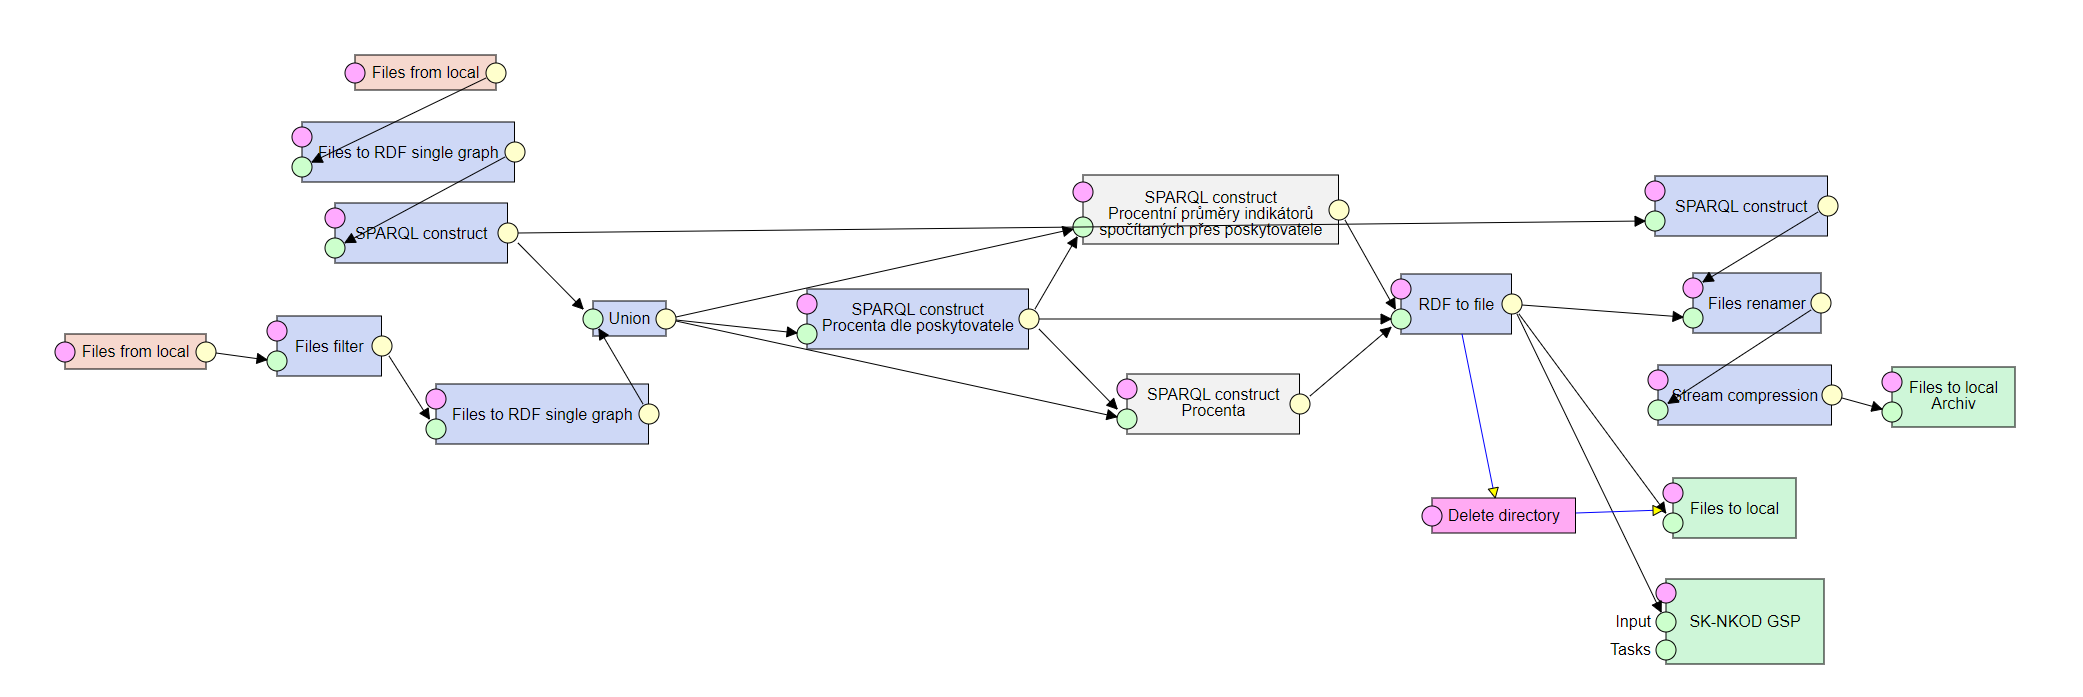 Files from local
Files to RDF single graph
SPARQL construct
Files from local
Files filter
Files to RDF single graph
Union
SPARQL construct
Procenta dle poskytovatele
SPARQL construct
Procentní průměry indikátorů
spočítaných přes poskytovatele
SPARQL construct
Procenta
RDF to file
Delete directory
SPARQL construct
Files renamer
Stream compression
Files to local
Archiv
Files to local
Input
SK-NKOD GSP
Tasks